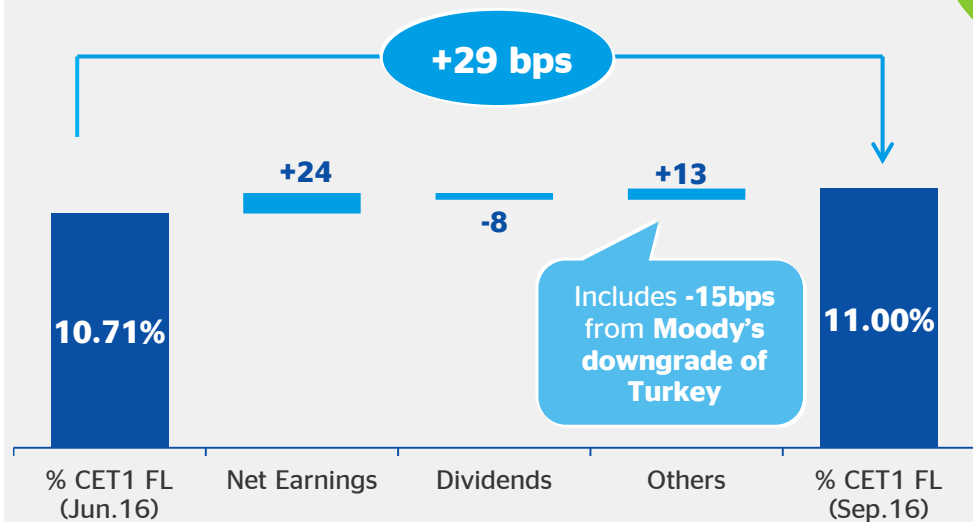 +29 bps
+24
-8
+13
Includes -15bps
from Moody's
downgrade of
Turkey
10.71%
11.00%
% CET1 FL
(Jun.16)
Net Earnings
Dividends
Others
% CET1 FL
(Sep.16)